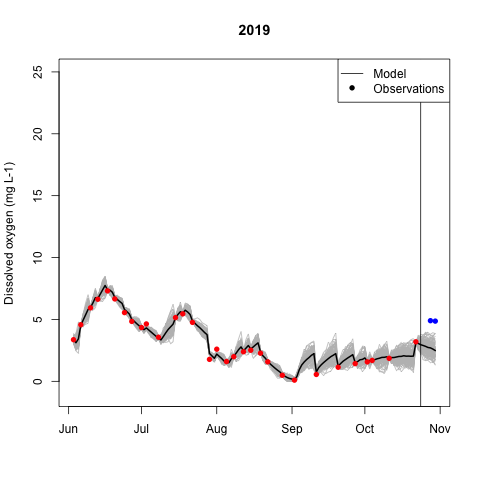 2019
Model
Observations
Dissolved oxygen (mg L-1)
25
20
15
10
5
0
Jun Jul Aug Sep Oct Nov